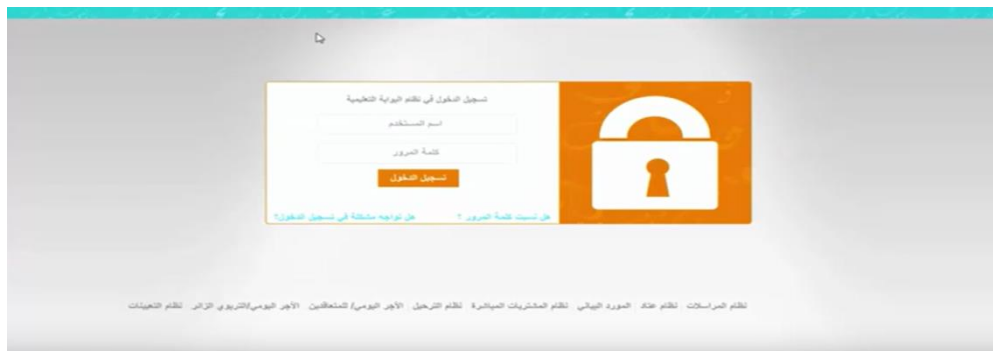 تسجيل الدخول في نظام البوابة التعليمية
اسم المستخدم
كلمة المرور
تسجيل الدخول
هل نسيت كلمة المرور ؟ هل تواجه مشكلة في تسجيل الدخول؟
نظام المراسلات نظام عتاد المورد البياني نظام المشتريات المباشرة نظام الترحيل الأجر اليومي/ للمتعاقدين الأجر اليومي/للتربوي الزائر نظام التعيينات